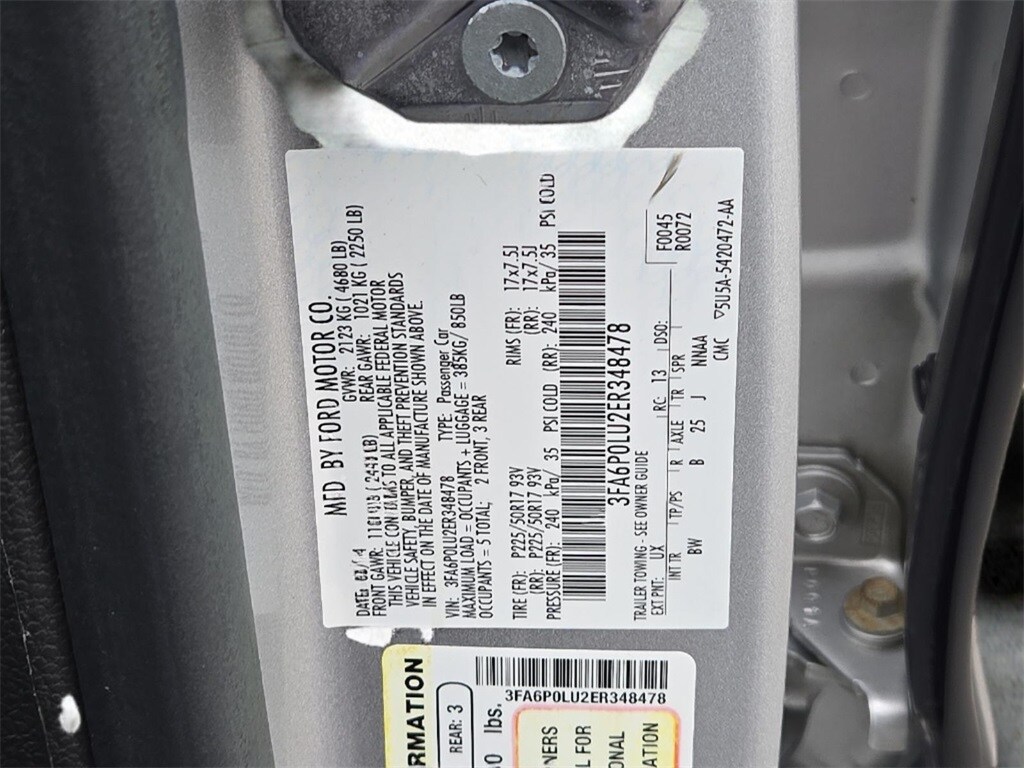 MFD BY FORD MOTOR CO.
GVWR: 2123 KG ( 4680 LB)
REAR GAWR: 1021 KG ( 2250 LB)
THIS VEHICLE CONFORMS TO ALL APPLICABLE FEDERAL MOTOR
VEHICLE SAFETY, BUMPER, AND THEFT PREVENTION STANDARDS
IN EFFECT ON THE DATE OF MANUFACTURE SHOWN ABOVE.
VIN: 3FA6P0LU2ER348478 TYPE: Passenger Car
MAXIMUM LOAD = OCCUPANTS + LUGGAGE = 385KG/ 850LB
OCCUPANTS = 5 TOTAL; 2 FRONT, 3 REAR
TIRE (FR): P225/50R17 93V RIMS (FR): 17x7.5J
(RR): P225/50R17 93V (RR): 17x7.5J
PRESSURE (FR): 240 kPa/ 35 PSI COLD (RR): 240 kPa/ 35 PSI COLD
3FA6P0LU2ER348478
TRAILER TOWING - SEE OWNER GUIDE
F0045
R0072
EXT PNT: UX RC: 13 DSO:
INT TR TP/PS R AXLE TR SPR
BW B 25 J NNAA
CMC ▽5U5A-5420472-AA
RMATION
REAR: 3
lbs.
3FA6P0LU2ER348478
NERS
L FOR
ONAL
ATION